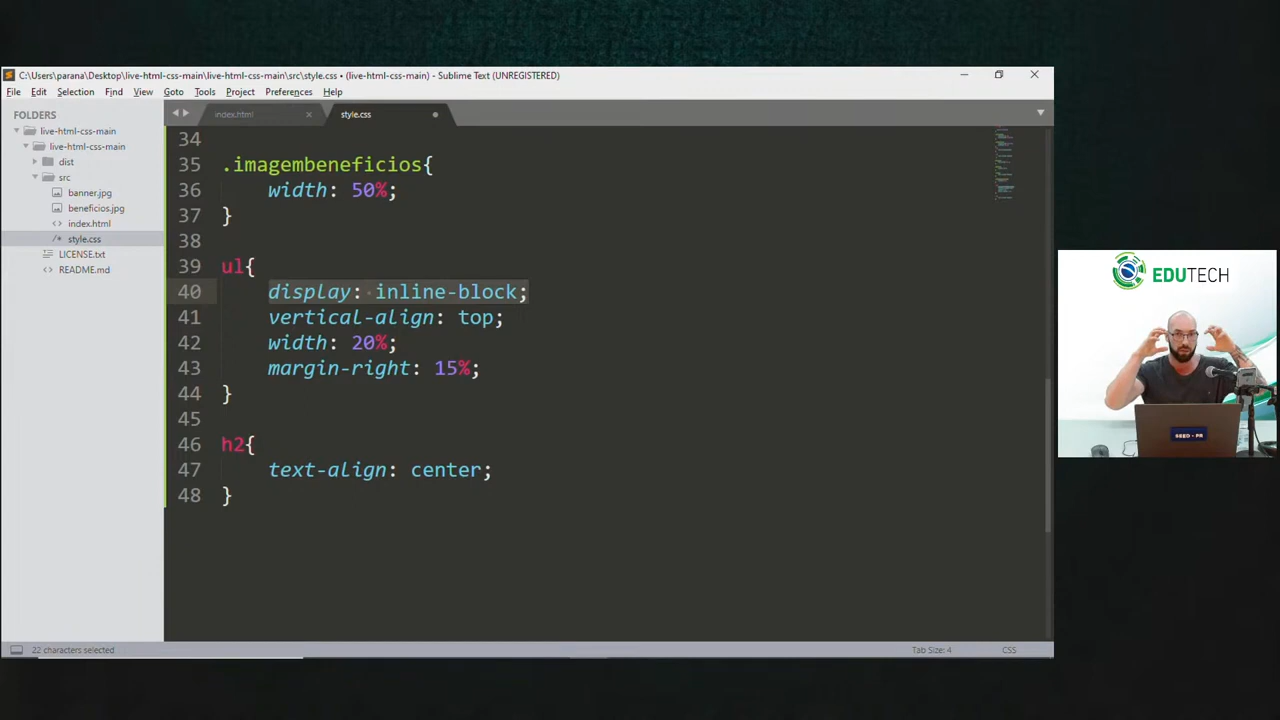 C:\Users\parana\Desktop\live-html-css-main\live-html-css-main\src\style.css • (live-html-css-main) - Sublime Text (UNREGISTERED)
File Edit Selection Find View Goto Tools Project Preferences Help
FOLDERS
live-html-css-main
live-html-css-main
dist
src
banner.jpg
beneficios.jpg
index.html
style.css
LICENSE.txt
README.md
index.html style.css
34
35 .imagembeneficios{
36 width: 50%;
37 }
38
39 ul{
40 display: inline-block;
41 vertical-align: top;
42 width: 20%;
43 margin-right: 15%;
44 }
45
46 h2{
47 text-align: center;
48 }
22 characters selected
Tab Size: 4
CSS
EDUTECH
SEED - PR